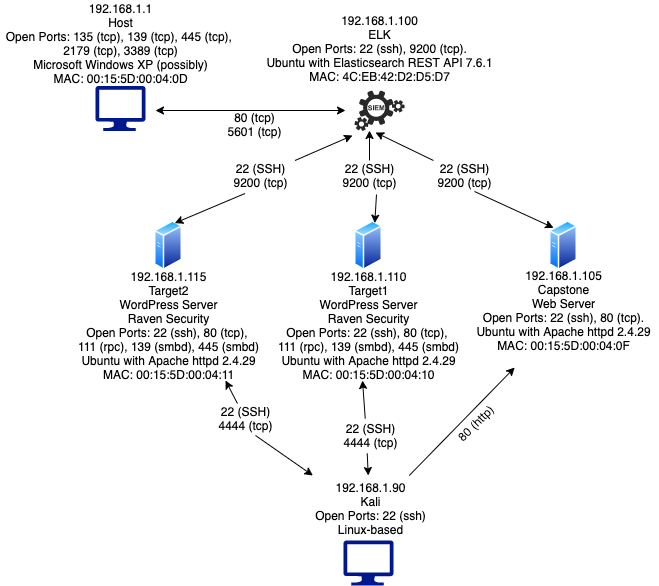 192.168.1.1
Host
Open Ports: 135 (tcp), 139 (tcp), 445 (tcp),
2179 (tcp), 3389 (tcp)
Microsoft Windows XP (possibly)
MAC: 00:15:5D:00:04:0D
192.168.1.100
ELK
Open Ports: 22 (ssh), 9200 (tcp).
Ubuntu with Elasticsearch REST API 7.6.1
MAC: 4C:EB:42:D2:D5:D7
SIEM
80 (tcp)
5601 (tcp)
22 (SSH)
9200 (tcp)
22 (SSH)
9200 (tcp)
22 (SSH)
9200 (tcp)
192.168.1.115
Target2
WordPress Server
Raven Security
Open Ports: 22 (ssh), 80 (tcp),
111 (rpc), 139 (smbd), 445 (smbd)
Ubuntu with Apache httpd 2.4.29
MAC: 00:15:5D:00:04:11
192.168.1.110
Target1
WordPress Server
Raven Security
Open Ports: 22 (ssh), 80 (tcp),
111 (rpc), 139 (smbd), 445 (smbd)
Ubuntu with Apache httpd 2.4.29
MAC: 00:15:5D:00:04:10
192.168.1.105
Capstone
Web Server
Open Ports: 22 (ssh), 80 (tcp).
Ubuntu with Apache httpd 2.4.29
MAC: 00:15:5D:00:04:0F
22 (SSH)
4444 (tcp)
22 (SSH)
4444 (tcp)
80 (http)
192.168.1.90
Kali
Open Ports: 22 (ssh)
Linux-based